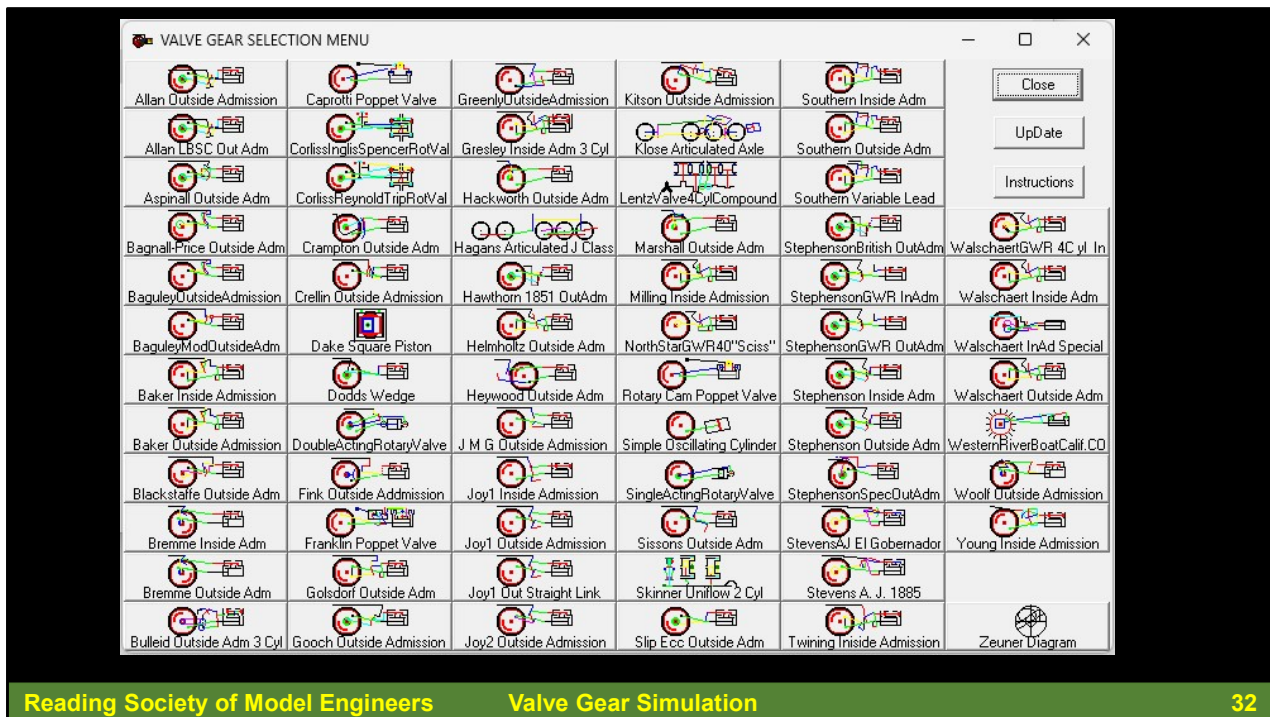 VALVE GEAR SELECTION MENU
Allan Outside Admission
Caprotti Poppet Valve
GreenlyOutsideAdmission
Kitson Outside Admission
Southern Inside Adm
Close
Allan LBSC Out Adm
CorlissInglisSpencerRotVal
Gresley Inside Adm 3 Cyl
Klose Articulated Axle
Southern Outside Adm
UpDate
Aspinall Outside Adm
CorlissReynoldTripRotVal
Hackworth Outside Adm
LentzValve4CylCompound
Southern Variable Lead
Instructions
Bagnall-Price Outside Adm
Crampton Outside Adm
Hagans Articulated J Class
Marshall Outside Adm
StephensonBritish OutAdm
WalschaertGWR 4C yl In
BaguleyOutsideAdmission
Crellin Outside Admission
Hawthorn 1851 OutAdm
Milling Inside Admission
StephensonGWR InAdm
Walschaert Inside Adm
BaguleyModOutsideAdm
Dake Square Piston
Helmholtz Outside Adm
NorthStarGWR40"Sciss"
StephensonGWR OutAdm
Walschaert InAd Special
Baker Inside Admission
Dodds Wedge
Heywood Outside Adm
Rotary Cam Poppet Valve
Stephenson Inside Adm
Walschaert Outside Adm
Baker Outside Admission
DoubleActingRotaryValve
J M G Outside Admission
Simple Oscillating Cylinder
Stephenson Outside Adm
WesternRiverBoatCalif.CO
Blackstaffe Outside Adm
Fink Outside Addmission
Joy1 Inside Admission
SingleActingRotaryValve
StephensonSpecOutAdm
Woolf Outside Admission
Bremme Inside Adm
Franklin Poppet Valve
Joy1 Outside Admission
Sissons Outside Adm
StevensAJ El Gobernador
Young Inside Admission
Bremme Outside Adm
Golsdorf Outside Adm
Joy1 Out Straight Link
Skinner Uniflow 2 Cyl
Stevens A. J. 1885
Bulleid Outside Adm 3 Cyl
Gooch Outside Admission
Joy2 Outside Admission
Slip Ecc Outside Adm
Twining Iniside Admission
Zeuner Diagram
Reading Society of Model Engineers Valve Gear Simulation 32